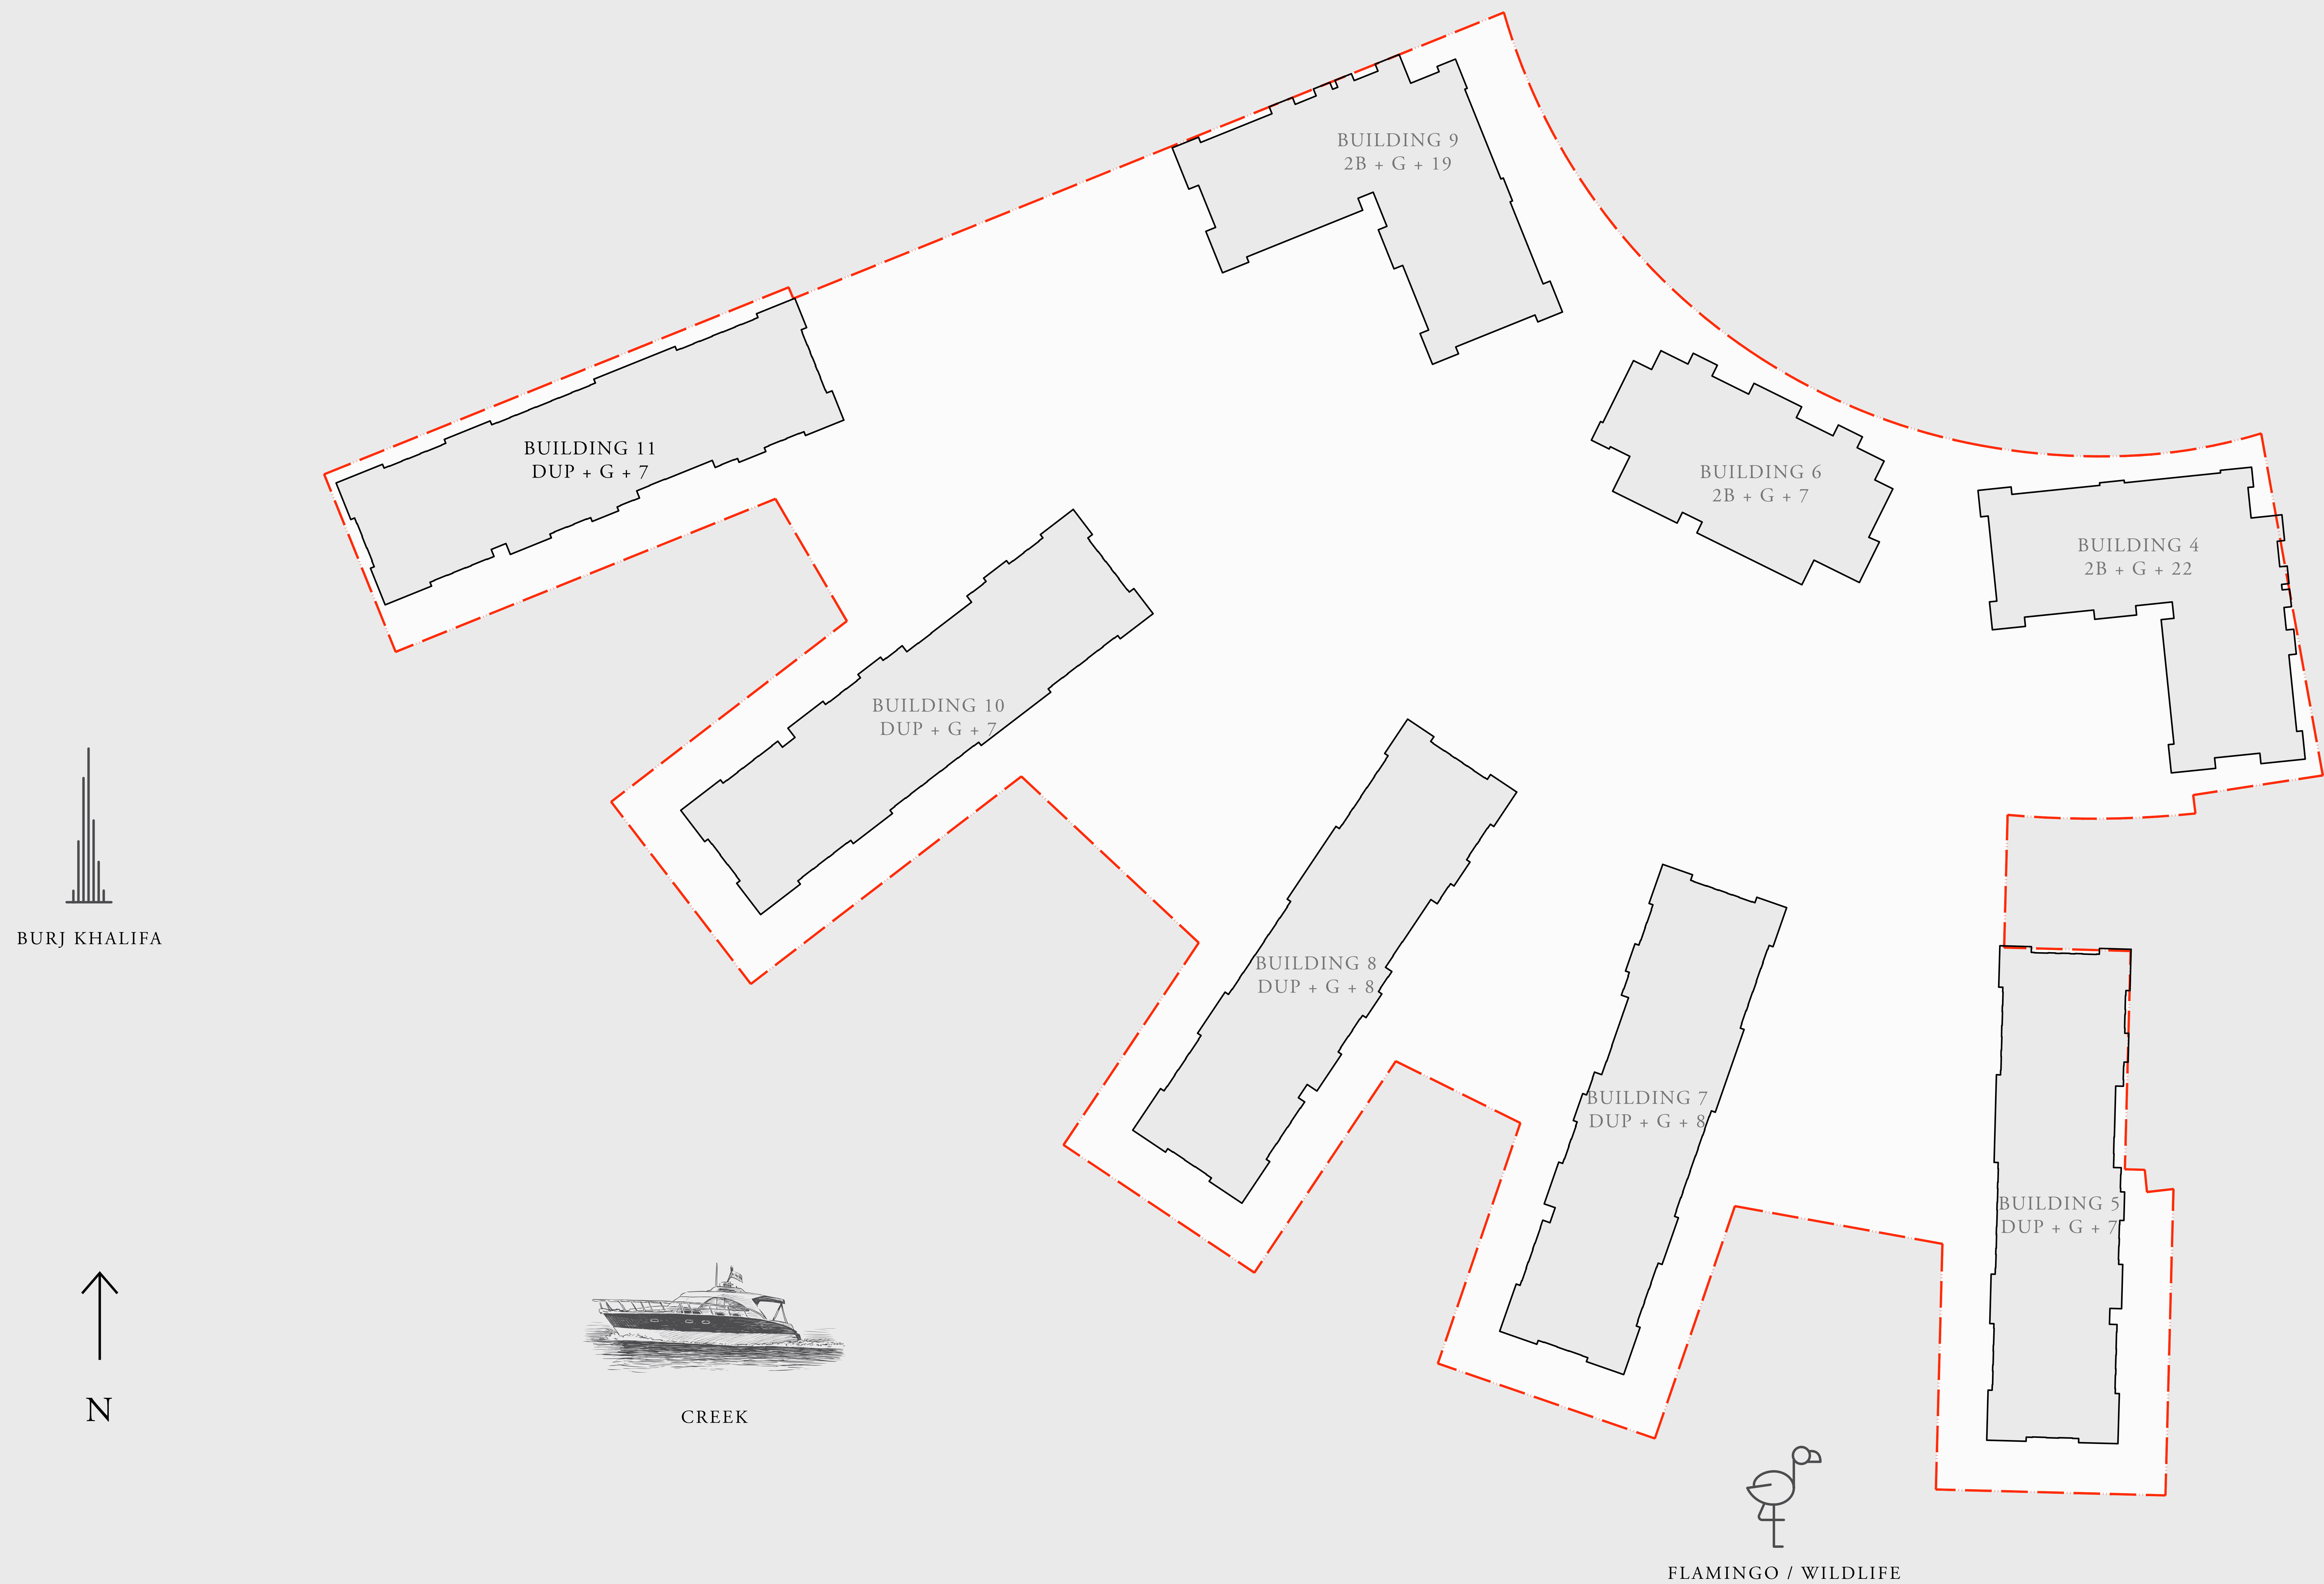 BUILDING 9
2B + G + 19
BUILDING 11
DUP + G + 7
BUILDING 6
2B + G + 7
BUILDING 4
2B + G + 22
BUILDING 10
DUP + G + 7
BURJ KHALIFA
BUILDING 8
DUP + G + 8
BUILDING 7
DUP + G + 8
BUILDING 5
DUP + G + 7
N
CREEK
FLAMINGO / WILDLIFE